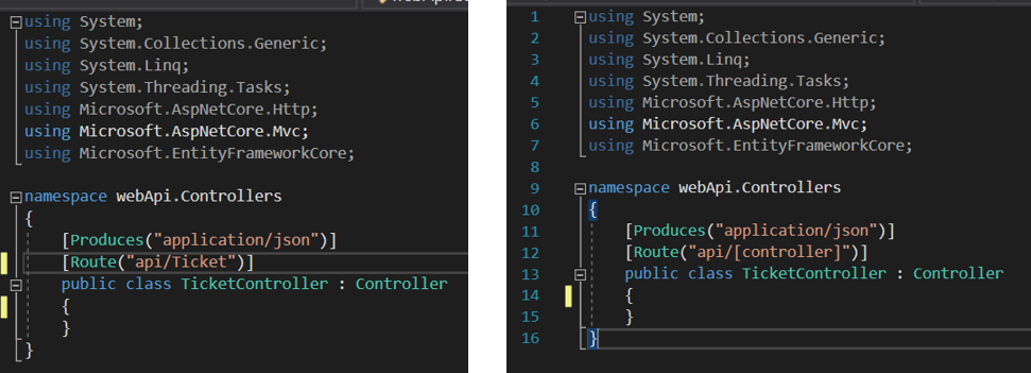 using System;
using System.Collections.Generic;
using System.Linq;
using System.Threading.Tasks;
using Microsoft.AspNetCore.Http;
using Microsoft.AspNetCore.Mvc;
using Microsoft.EntityFrameworkCore;
namespace webApi.Controllers
{
[Produces("application/json")]
[Route("api/Ticket")]
public class TicketController : Controller
{
}
}
1 using System;
2 using System.Collections.Generic;
3 using System.Linq;
4 using System.Threading.Tasks;
5 using Microsoft.AspNetCore.Http;
6 using Microsoft.AspNetCore.Mvc;
7 using Microsoft.EntityFrameworkCore;
8
9 namespace webApi.Controllers
10 {
11 [Produces("application/json")]
12 [Route("api/[controller]")]
13 public class TicketController : Controller
14 {
15 }
16 }